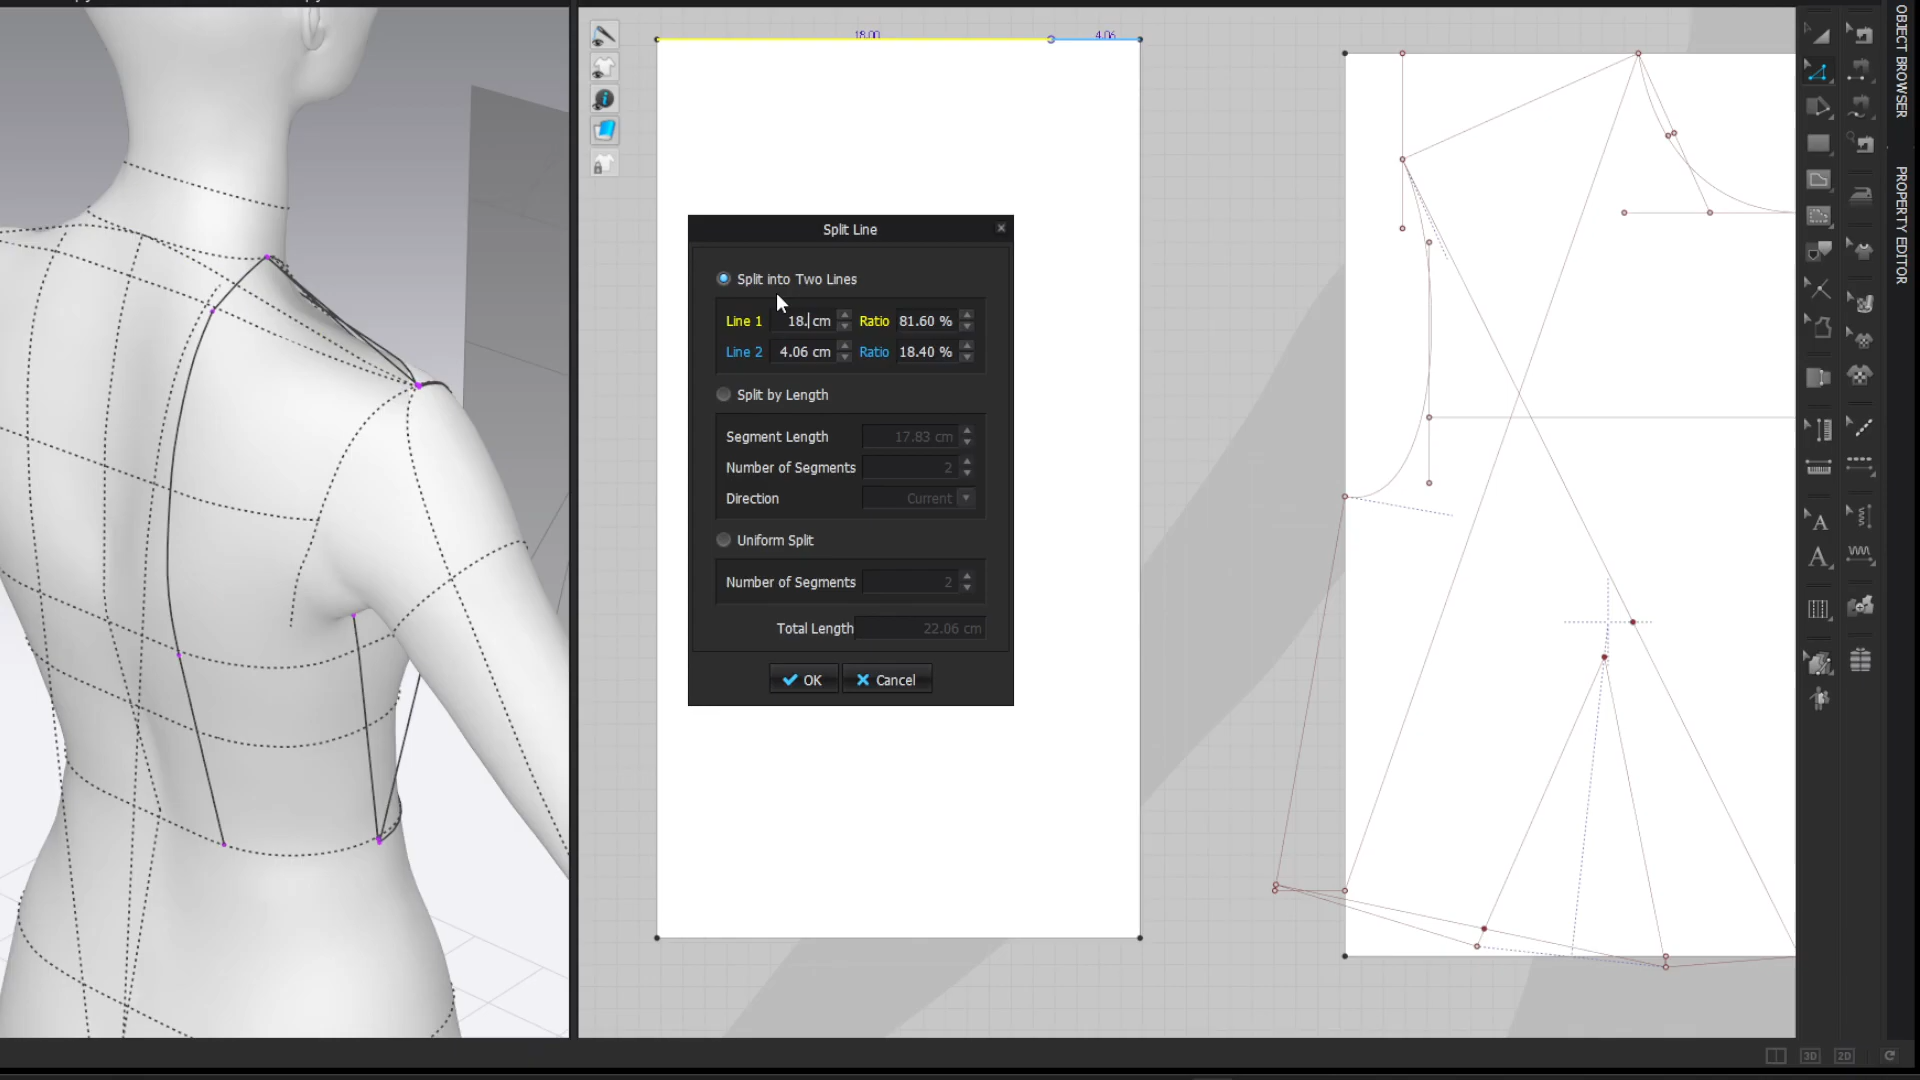 18.00
4.06
Split Line
Split into Two Lines
Line 1 18. cm Ratio 81.60 %
Line 2 4.06 cm Ratio 18.40 %
Split by Length
Segment Length 17.83 cm
Number of Segments 2
Direction Current
Uniform Split
Number of Segments 2
Total Length 22.06 cm
OK Cancel
OBJECT BROWSER
PROPERTY EDITOR
A
A
3D 2D